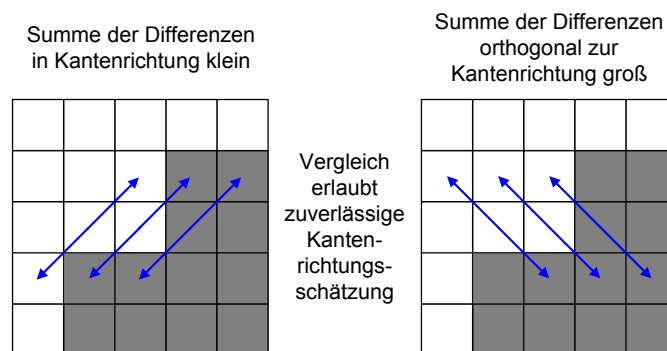 Summe der Differenzen
in Kantenrichtung klein
Vergleich
erlaubt
zuverlässige
Kanten-
richtungs-
schätzung
Summe der Differenzen
orthogonal zur
Kantenrichtung groß